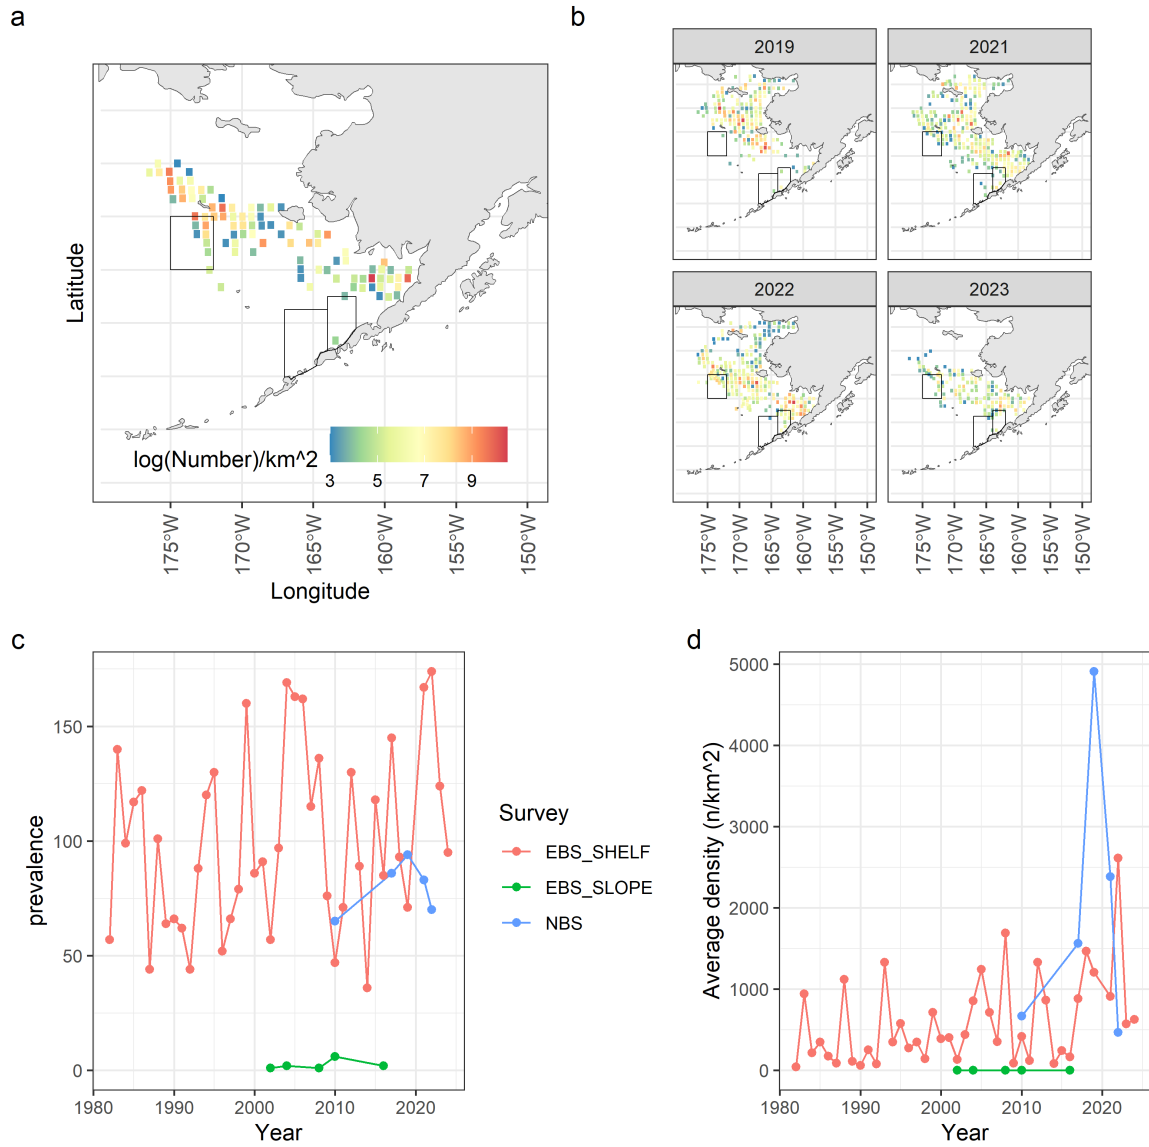 a
Latitude
log(Number)/km^2
3 5 7 9
175°W 170°W 165°W 160°W 155°W 150°W
Longitude
b
2019 2021
2022 2023
175°W 170°W 165°W 160°W 155°W 150°W 175°W 170°W 165°W 160°W 155°W 150°W
c
prevalence
150
100
50
0
1980 1990 2000 2010 2020
Year
Survey
EBS_SHELF
EBS_SLOPE
NBS
d
Average density (n/km^2)
5000
4000
3000
2000
1000
0
1980 1990 2000 2010 2020
Year